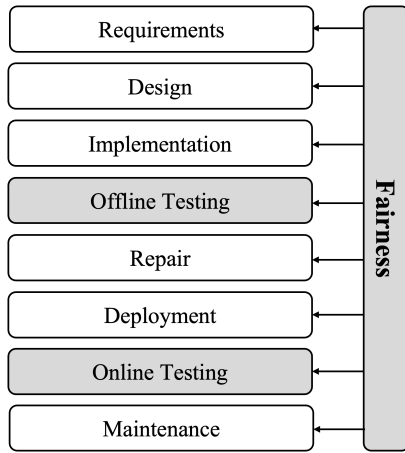 Requirements
Design
Implementation
Offline Testing
Repair
Deployment
Online Testing
Maintenance
Fairness